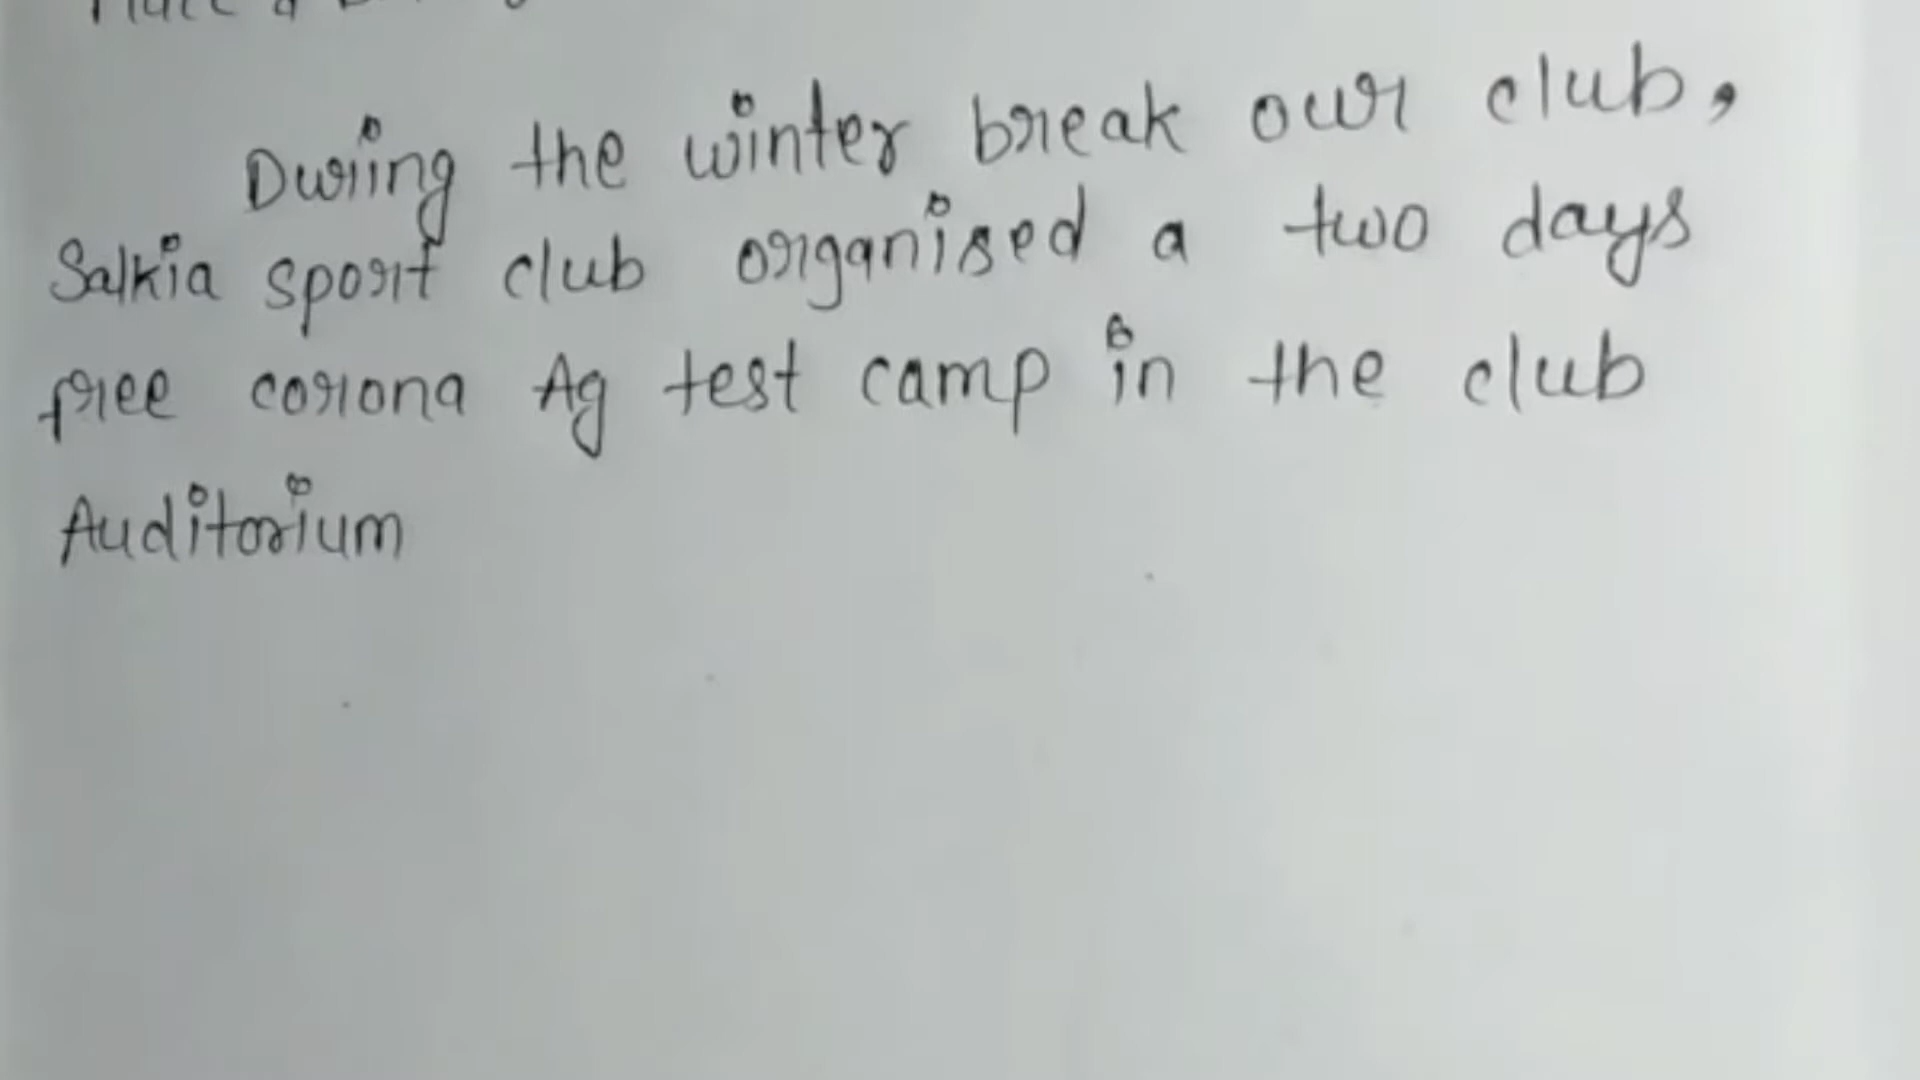 During the winter break our club,
Salkia sport club organised a two days
free corona Ag test camp in the club
Auditorium